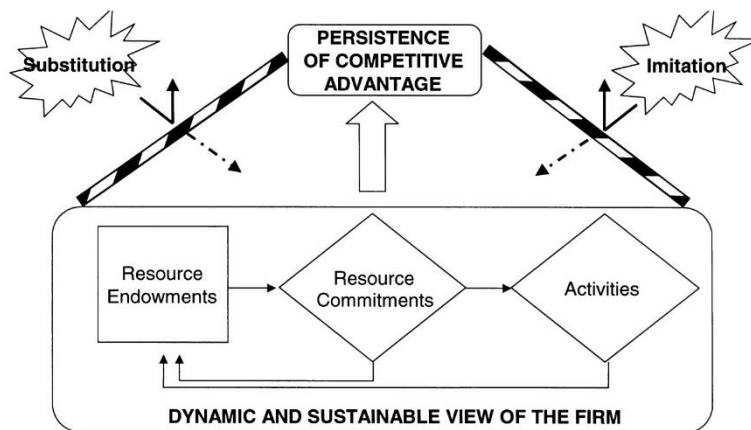 PERSISTENCE
OF COMPETITIVE
ADVANTAGE
Substitution
Imitation
Resource
Endowments
Resource
Commitments
Activities
DYNAMIC AND SUSTAINABLE VIEW OF THE FIRM